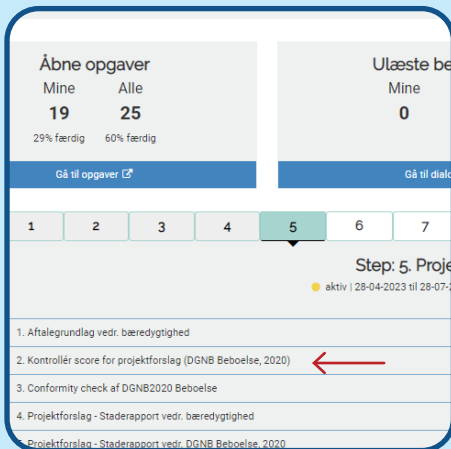 Åbne opgaver
Mine Alle
19 25
29% færdig 60% færdig
Gå til opgaver
Ulæste be
Mine
0
Gå til dialo
1 2 3 4 5 6 7
Step: 5. Proje
aktiv | 28-04-2023 til 28-07-2
1. Aftalegrundlag vedr. bæredygtighed
2. Kontrollér score for projektforslag (DGNB Beboelse, 2020)
3. Conformity check af DGNB2020 Beboelse
4. Projektforslag - Staderapport vedr. bæredygtighed
5. Projektforslag - Staderapport vedr. DGNB Beboelse, 2020